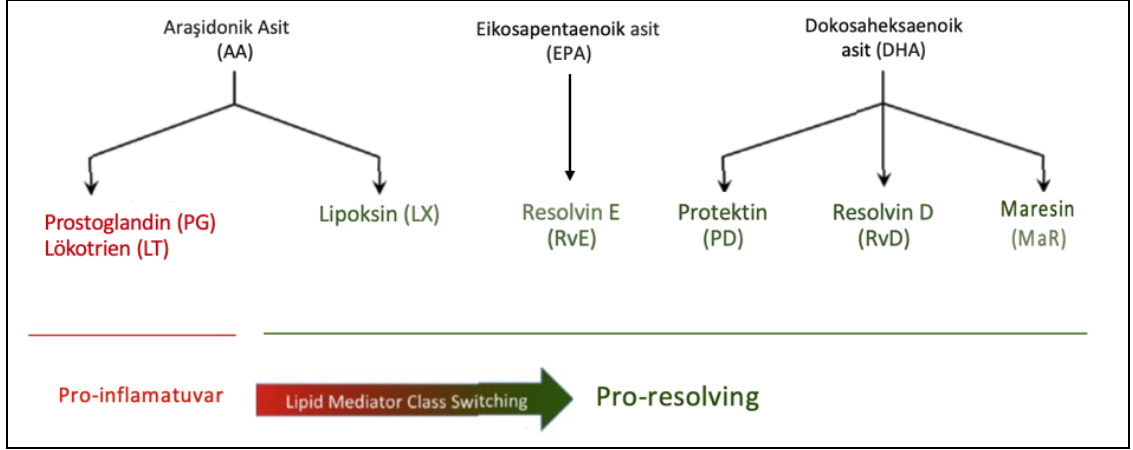 Araşidonik Asit
(AA)
Eikosapentaenoik asit
(EPA)
Dokosaheksaenoik
asit (DHA)
Prostoglandin (PG)
Lökotrien (LT)
Lipoksin (LX)
Resolvin E
(RvE)
Protektin
(PD)
Resolvin D
(RvD)
Maresin
(MaR)
Pro-inflamatuvar
Lipid Mediator Class Switching
Pro-resolving